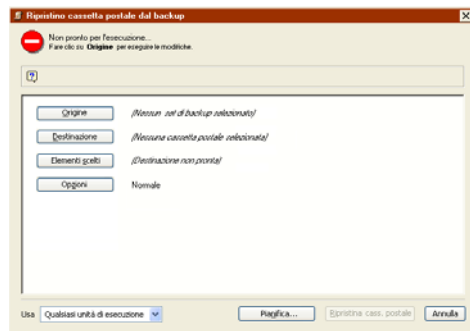 Ripristino cassetta postale dal backup
Non pronto per l'esecuzione...
Fare clic su Origine per eseguire le modifiche.
Origine
(Nessun set di backup selezionato)
Destinazione
(Nessuna cassetta postale selezionata)
Elementi scelti
(Destinazione non pronta)
Opzioni
Normale
Usa
Qualsiasi unità di esecuzione
Pianifica...
Ripristina cass. postale
Annulla